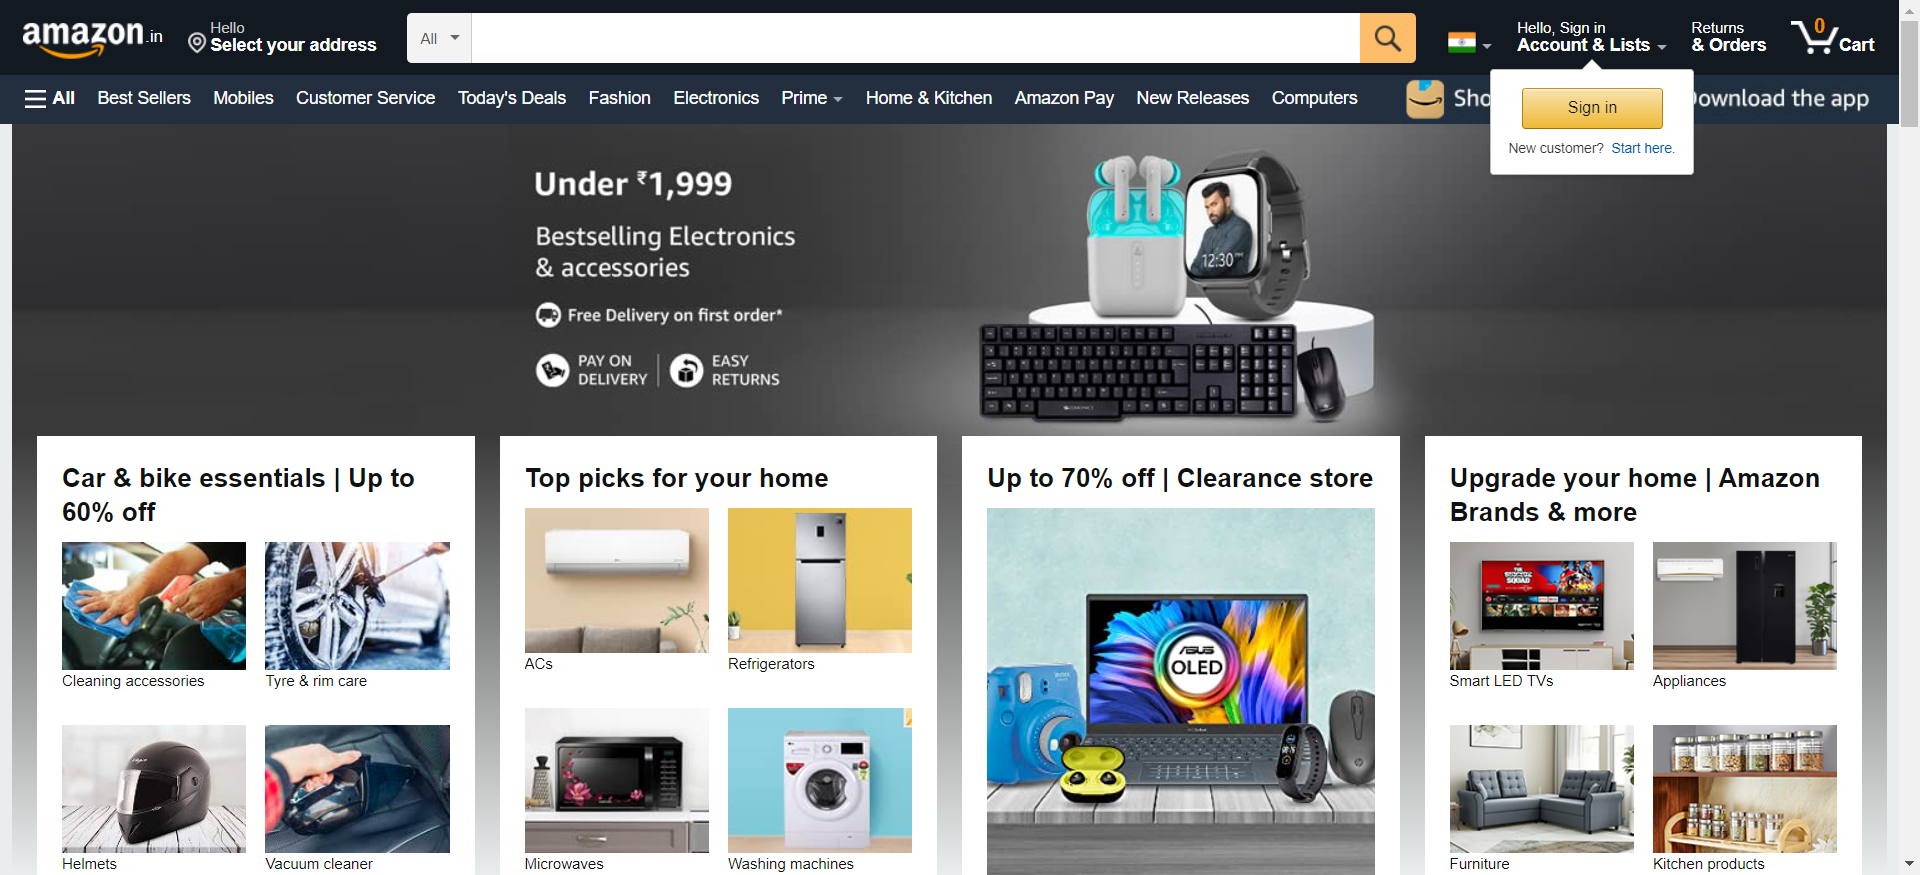 amazon.in
Hello
Select your address
All
Hello, Sign in
Account & Lists
Returns
& Orders
0
Cart
All
Best Sellers
Mobiles
Customer Service
Today's Deals
Fashion
Electronics
Prime
Home & Kitchen
Amazon Pay
New Releases
Computers
Sho
ownload the app
Sign in
New customer? Start here.
Under ₹1,999
Bestselling Electronics
& accessories
Free Delivery on first order*
PAY ON
DELIVERY
EASY
RETURNS
12:30
Car & bike essentials | Up to
60% off
Cleaning accessories
Tyre & rim care
Helmets
Vacuum cleaner
Top picks for your home
ACs
Refrigerators
Microwaves
Washing machines
Up to 70% off | Clearance store
ASUS
OLED
Upgrade your home | Amazon
Brands & more
Smart LED TVs
Appliances
Furniture
Kitchen products